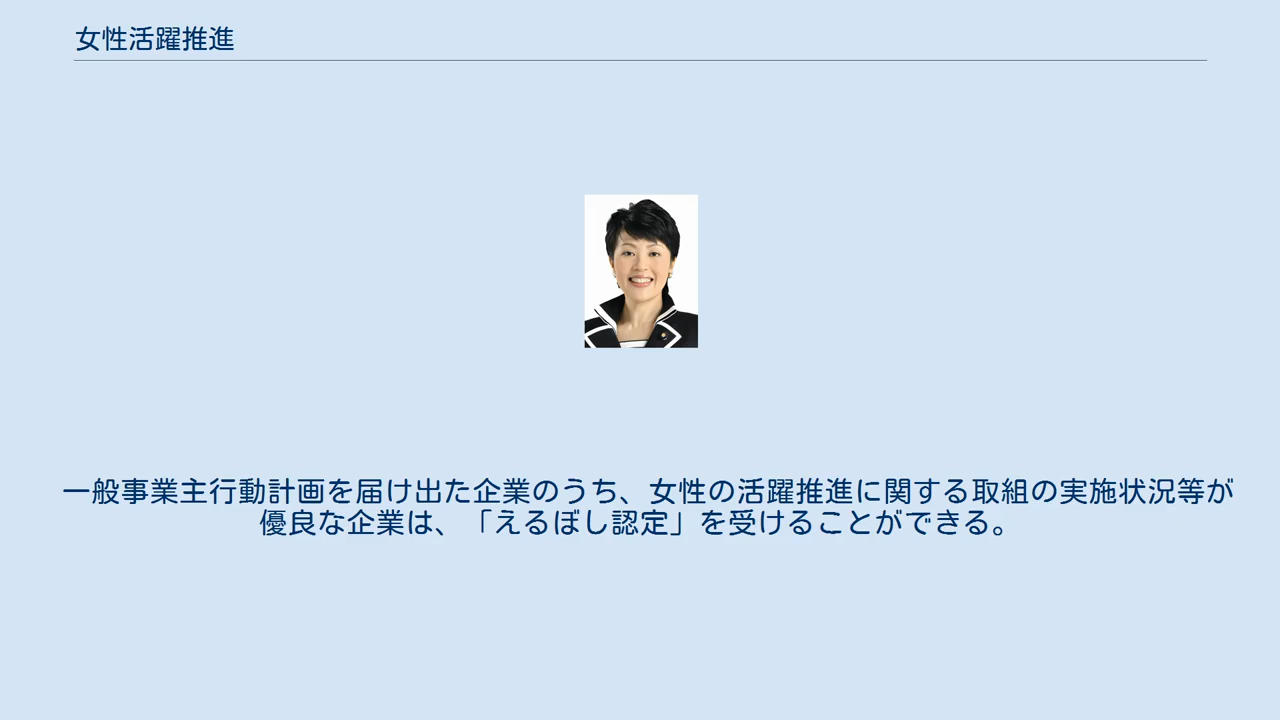 女性活躍推進
一般事業主行動計画を届け出た企業のうち、女性の活躍推進に関する取組の実施状況等が
優良な企業は、「えるぼし認定」を受けることができる。